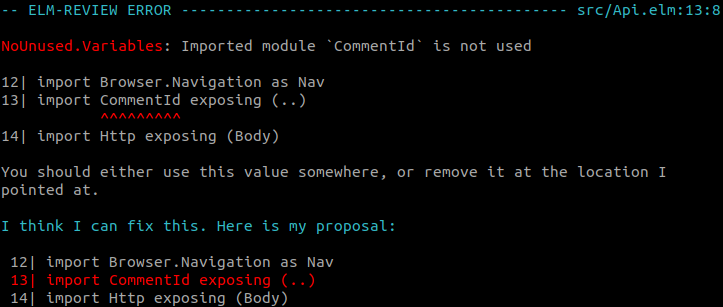 -- ELM-REVIEW ERROR ------------------------------------------- src/Api.elm:13:8
NoUnused.Variables: Imported module `CommentId` is not used
12| import Browser.Navigation as Nav
13| import CommentId exposing (..)
^^^^^^^^^
14| import Http exposing (Body)
You should either use this value somewhere, or remove it at the location I
pointed at.
I think I can fix this. Here is my proposal:
12| import Browser.Navigation as Nav
13| import CommentId exposing (..)
14| import Http exposing (Body)